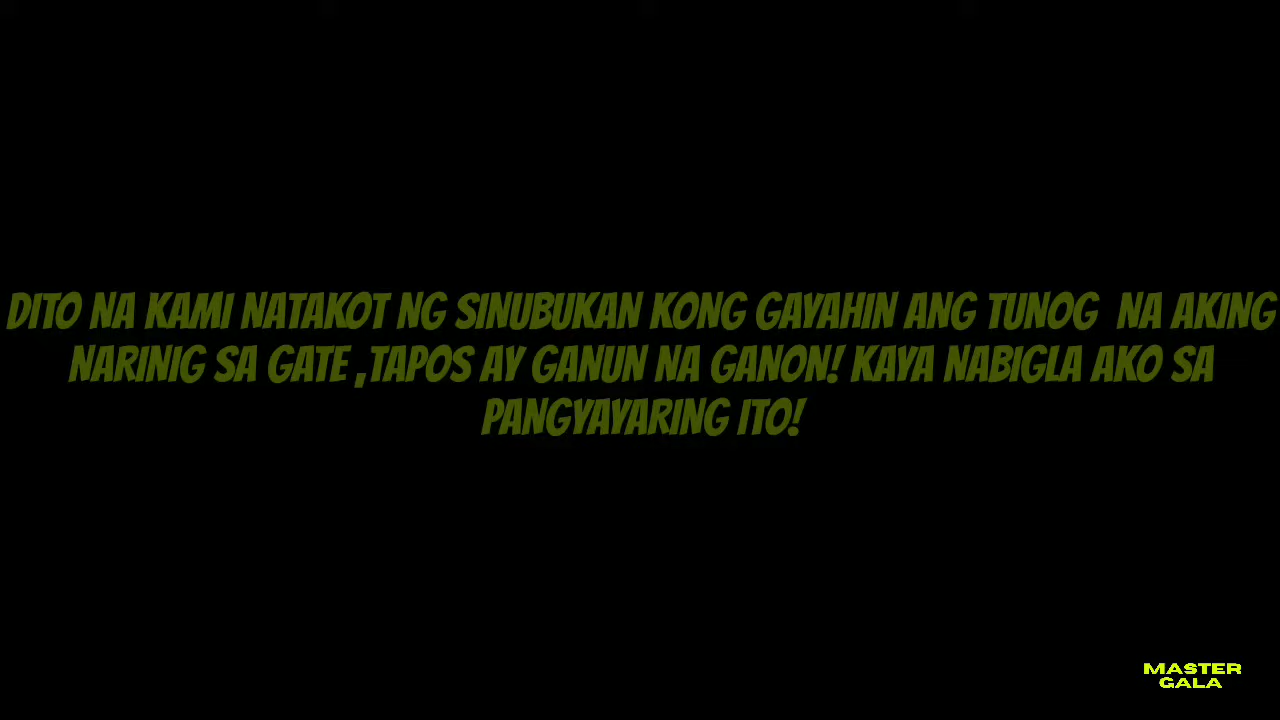 DITO NA KAMI NATAKOT NG SINUBUKAN KONG GAYAHIN ANG TUNOG  NA AKING
NARINIG SA GATE ,TAPOS AY GANUN NA GANON! KAYA NABIGLA AKO SA
PANGYAYARING ITO!
MASTER
GALA